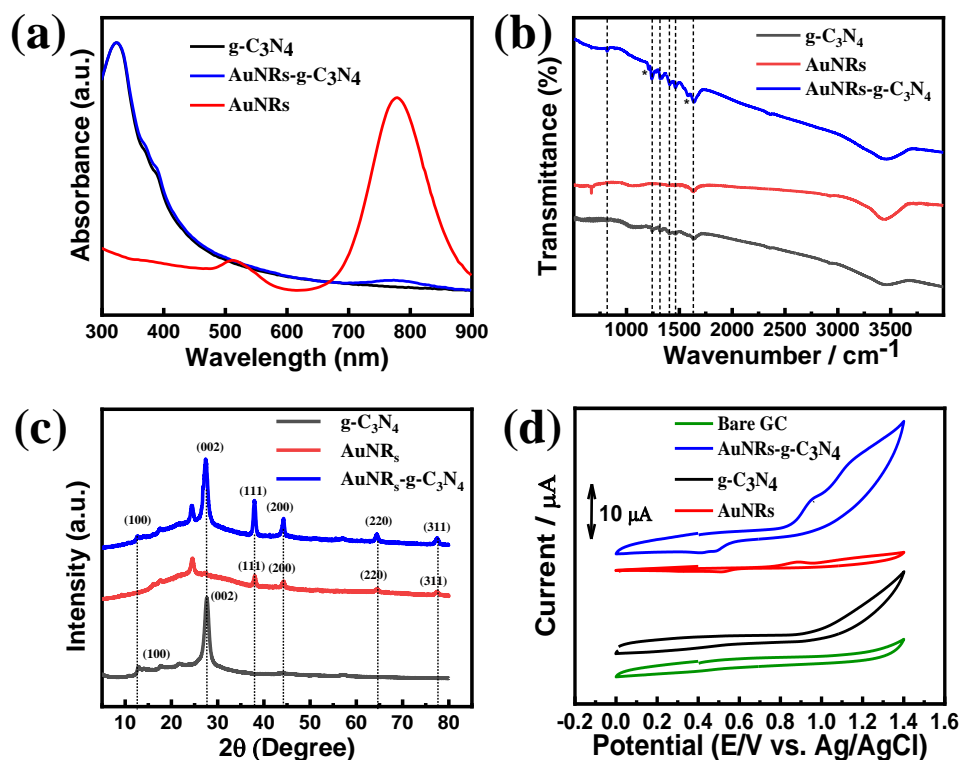 (a)
g-C₃N₄
AuNRs-g-C₃N₄
AuNRs
Absorbance (a.u.)
300 400 500 600 700 800 900
Wavelength (nm)
(b)
g-C₃N₄
AuNRs
AuNRs-g-C₃N₄
*
*
Transmittance (%)
1000 1500 2000 2500 3000 3500
Wavenumber / cm⁻¹
(c)
g-C₃N₄
AuNRₛ
AuNRₛ-g-C₃N₄
(002)
(111)
(200)
(100)
(220)
(311)
(111)
(200)
(220)
(311)
(002)
(100)
Intensity (a.u.)
10 20 30 40 50 60 70 80
2θ (Degree)
(d)
Bare GC
AuNRs-g-C₃N₄
g-C₃N₄
AuNRs
10 µA
Current / µA
-0.2 0.0 0.2 0.4 0.6 0.8 1.0 1.2 1.4 1.6
Potential (E/V vs. Ag/AgCl)